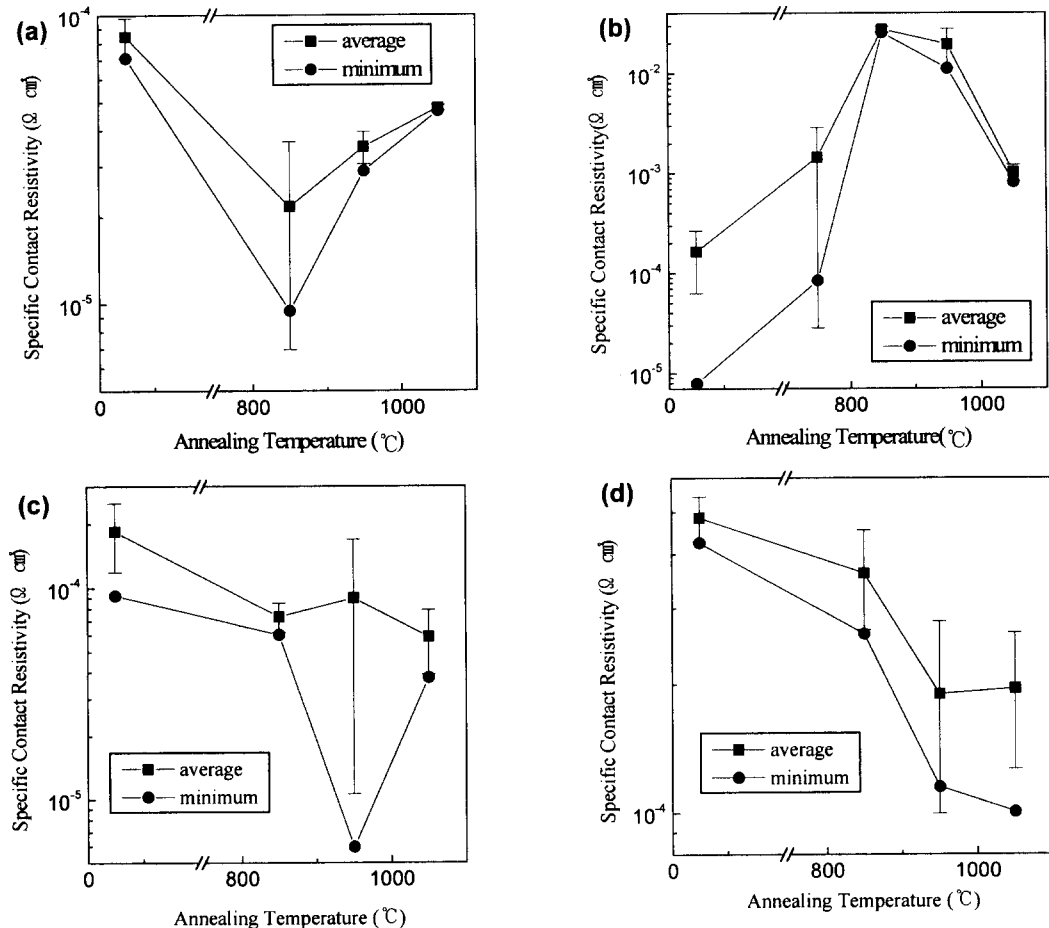 (a)
10⁻⁴
10⁻⁵
average
minimum
Specific Contact Resistivity (Ω ㎠)
0
800
1000
Annealing Temperature (℃)
(b)
10⁻²
10⁻³
10⁻⁴
10⁻⁵
average
minimum
Specific Contact Resistivity(Ω ㎠)
0
800
1000
Annealing Temperature(℃)
(c)
10⁻⁴
10⁻⁵
average
minimum
Specific Contact Resistivity (Ω ㎠)
0
800
1000
Annealing Temperature (℃)
(d)
10⁻⁴
average
minimum
Specific Contact Resistivity (Ω ㎠)
0
800
1000
Annealing Temperature (℃)